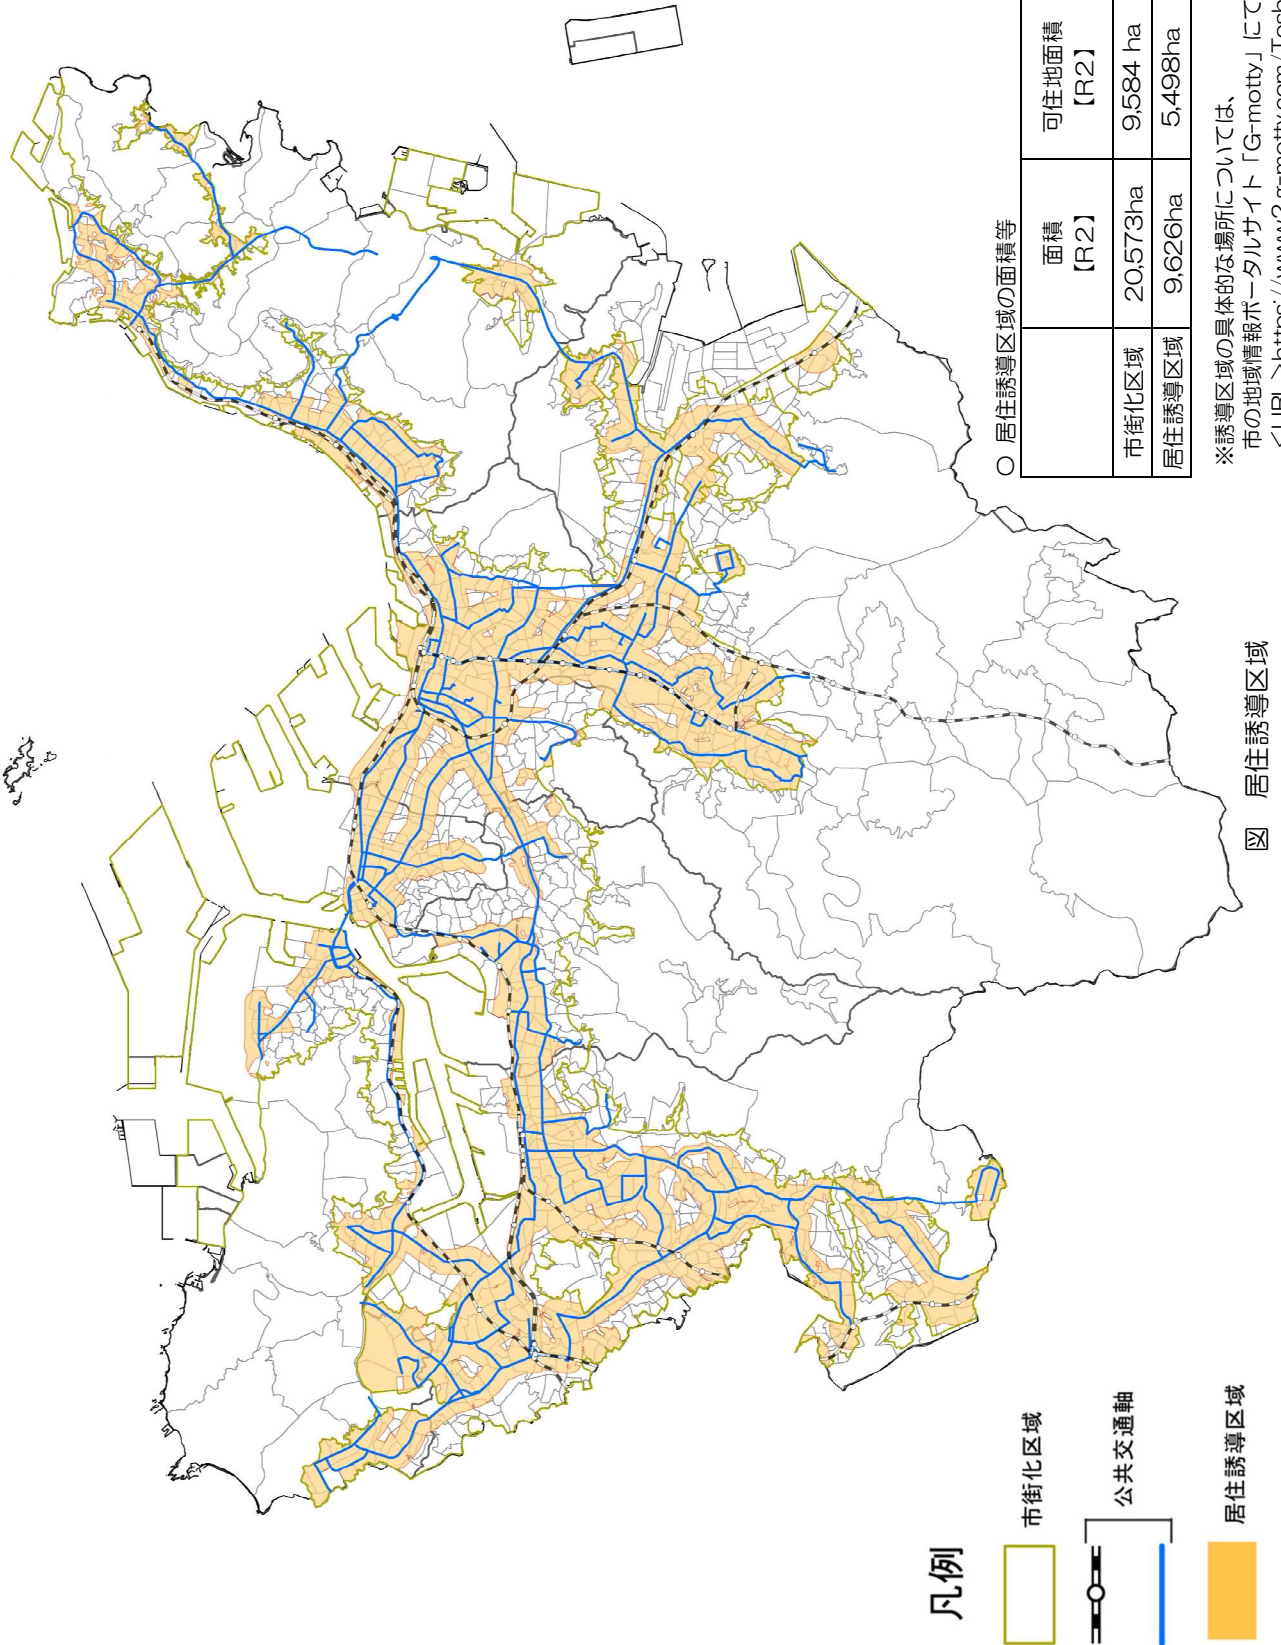 凡例
市街化区域
公共交通軸
居住誘導区域
図 居住誘導区域
○ 居住誘導区域の面積等
面積【R2】 可住地面積【R2】
市街化区域 20,573ha 9,584 ha
居住誘導区域 9,626ha 5,498ha
※誘導区域の具体的な場所については、
市の地域情報ポータルサイト「G-motty」にて